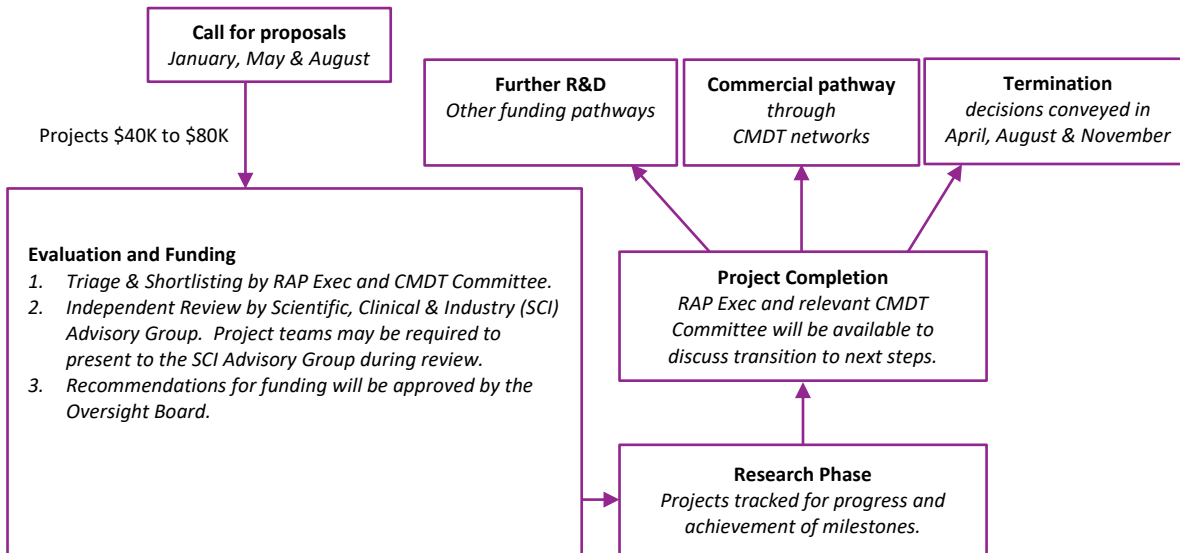 Call for proposals
January, May & August
Projects $40K to $80K
Evaluation and Funding
1. Triage & Shortlisting by RAP Exec and CMDT Committee.
2. Independent Review by Scientific, Clinical & Industry (SCI)
Advisory Group. Project teams may be required to
present to the SCI Advisory Group during review.
3. Recommendations for funding will be approved by the
Oversight Board.
Research Phase
Projects tracked for progress and
achievement of milestones.
Project Completion
RAP Exec and relevant CMDT
Committee will be available to
discuss transition to next steps.
Further R&D
Other funding pathways
Commercial pathway
through
CMDT networks
Termination
decisions conveyed in
April, August & November